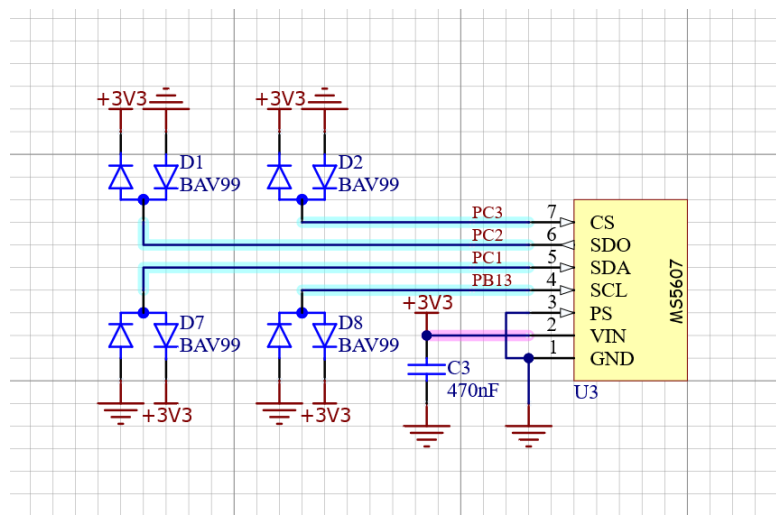 +3V3
+3V3
D1
BAV99
D2
BAV99
PC3
7
CS
PC2
6
SDO
PC1
5
SDA
PB13
4
SCL
+3V3
3
PS
2
VIN
1
GND
MS5607
U3
D7
BAV99
D8
BAV99
C3
470nF
+3V3
+3V3